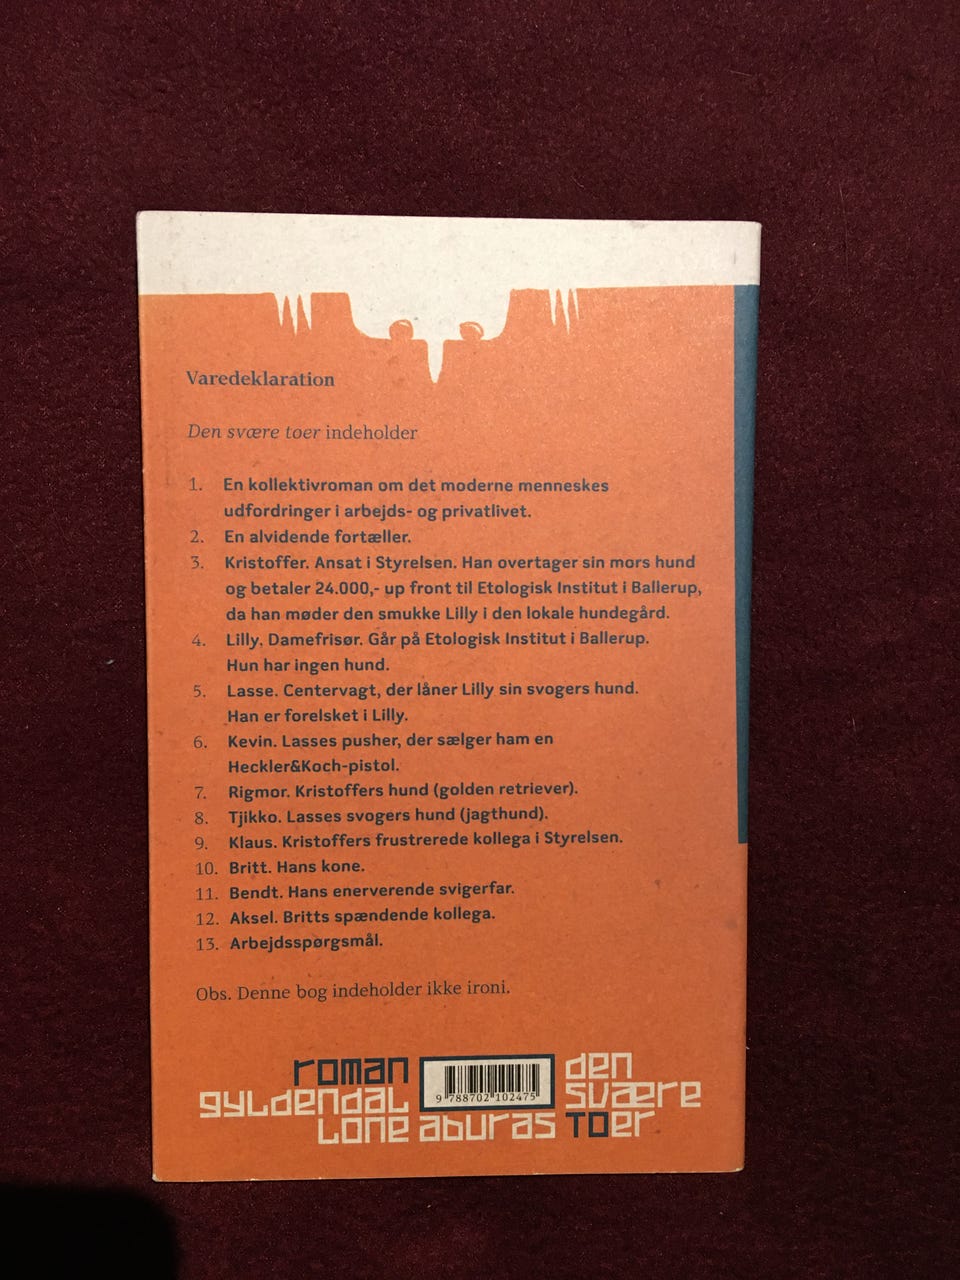 Varedeklaration
Den svære toer indeholder
1. En kollektivroman om det moderne menneskes
udfordringer i arbejds- og privatlivet.
2. En alvidende fortæller.
3. Kristoffer. Ansat i Styrelsen. Han overtager sin mors hund
og betaler 24.000,- up front til Etologisk Institut i Ballerup,
da han møder den smukke Lilly i den lokale hundegård.
4. Lilly. Damefrisør. Går på Etologisk Institut i Ballerup.
Hun har ingen hund.
5. Lasse. Centervagt, der låner Lilly sin svogers hund.
Han er forelsket i Lilly.
6. Kevin. Lasses pusher, der sælger ham en
Heckler&Koch-pistol.
7. Rigmor. Kristoffers hund (golden retriever).
8. Tjikko. Lasses svogers hund (jagthund).
9. Klaus. Kristoffers frustrerede kollega i Styrelsen.
10. Britt. Hans kone.
11. Bendt. Hans enerverende svigerfar.
12. Aksel. Britts spændende kollega.
13. Arbejdsspørgsmål.
Obs. Denne bog indeholder ikke ironi.
roman
gyldendal
lone aburas
9 788702 102475
den
svære
TOer